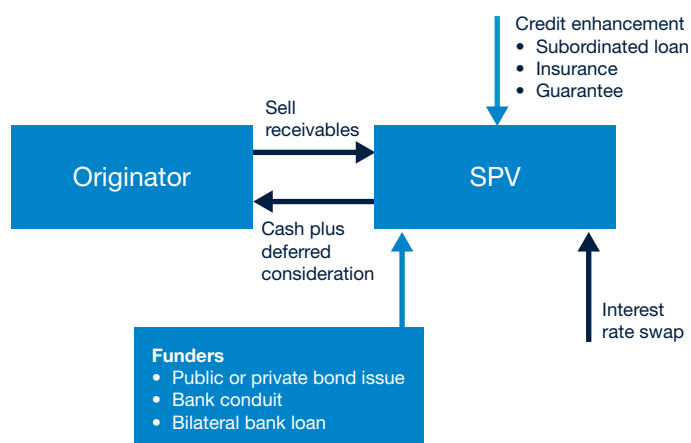 Credit enhancement
• Subordinated loan
• Insurance
• Guarantee
Sell
receivables
Originator
SPV
Cash plus
deferred
consideration
Interest
rate swap
Funders
• Public or private bond issue
• Bank conduit
• Bilateral bank loan